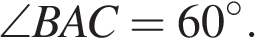 ∠BAC = 60°.